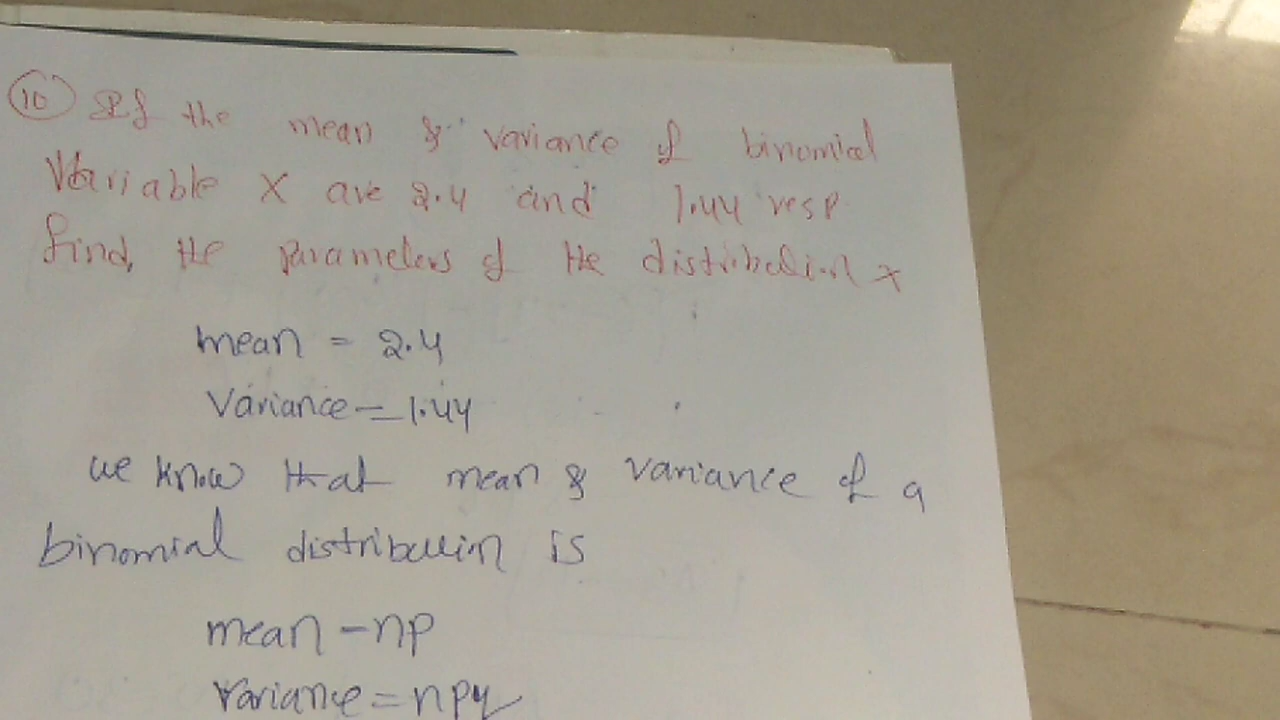 10 If the mean & variance of binomial
Variable X are 2.4 and 1.44 resp
find, the parameters of the distribution x
mean = 2.4
Variance = 1.44
we know that mean & variance of a
binomial distribution is
mean - np
variance = npq